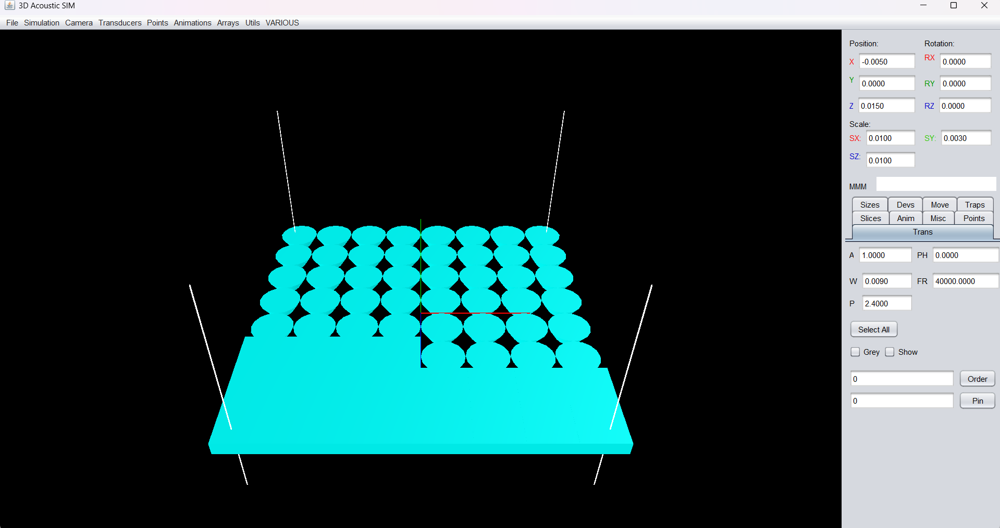 3D Acoustic SIM
File Simulation Camera Transducers Points Animations Arrays Utils VARIOUS
Position: Rotation:
X -0.0050 RX 0.0000
Y 0.0000 RY 0.0000
Z 0.0150 RZ 0.0000
Scale:
SX: 0.0100 SY: 0.0030
SZ: 0.0100
MMM
Sizes Devs Move Traps
Slices Anim Misc Points
Trans
A 1.0000 PH 0.0000
W 0.0090 FR 40000.0000
P 2.4000
Select All
Grey Show
0 Order
0 Pin